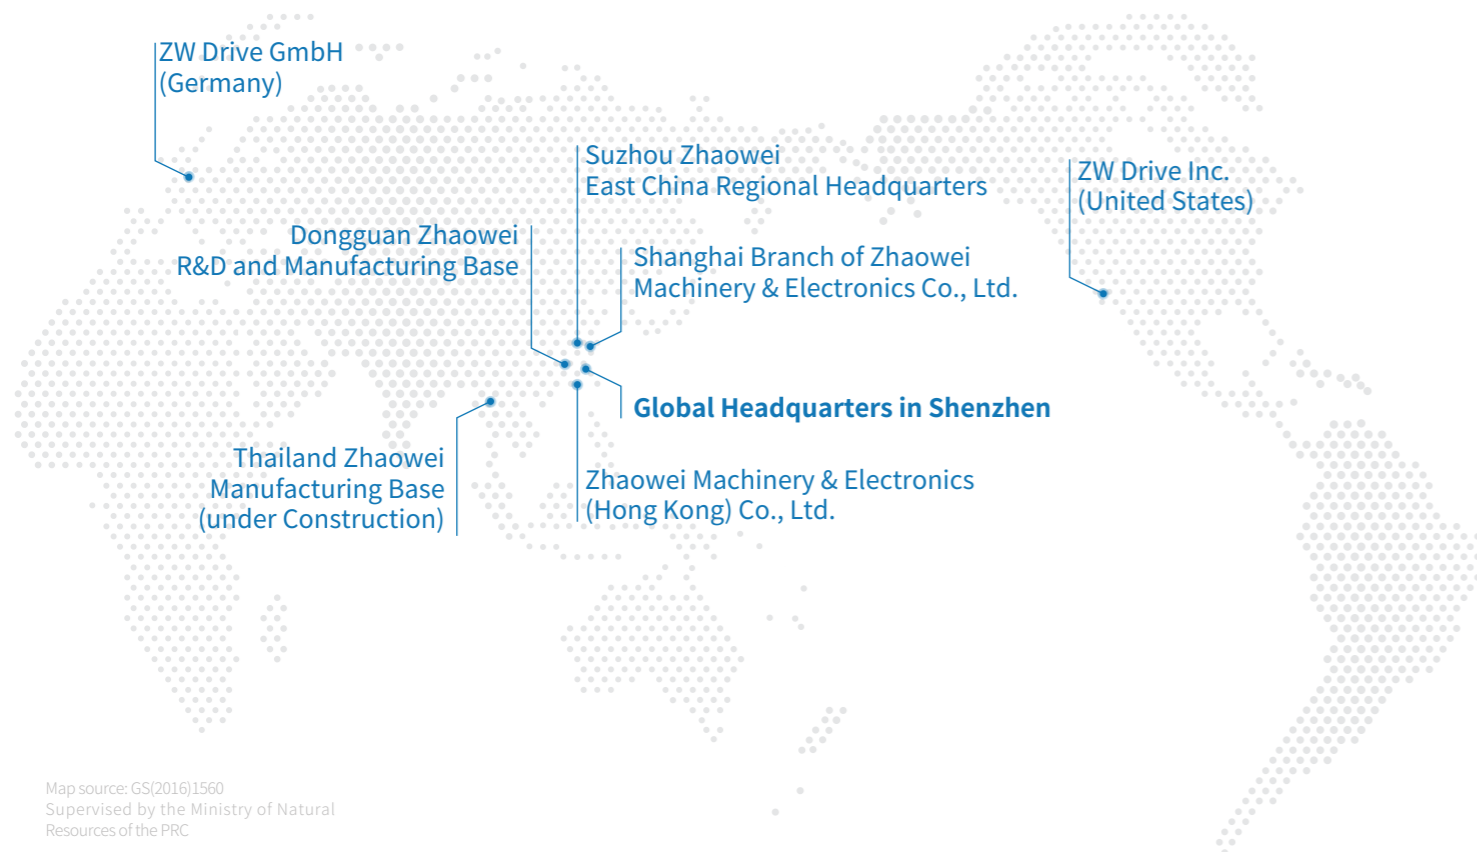 ZW Drive GmbH
(Germany)
Suzhou Zhaowei
East China Regional Headquarters
ZW Drive Inc.
(United States)
Dongguan Zhaowei
R&D and Manufacturing Base
Shanghai Branch of Zhaowei
Machinery & Electronics Co., Ltd.
Global Headquarters in Shenzhen
Thailand Zhaowei
Manufacturing Base
(under Construction)
Zhaowei Machinery & Electronics
(Hong Kong) Co., Ltd.
Map source: GS(2016)1560
Supervised by the Ministry of Natural
Resources of the PRC